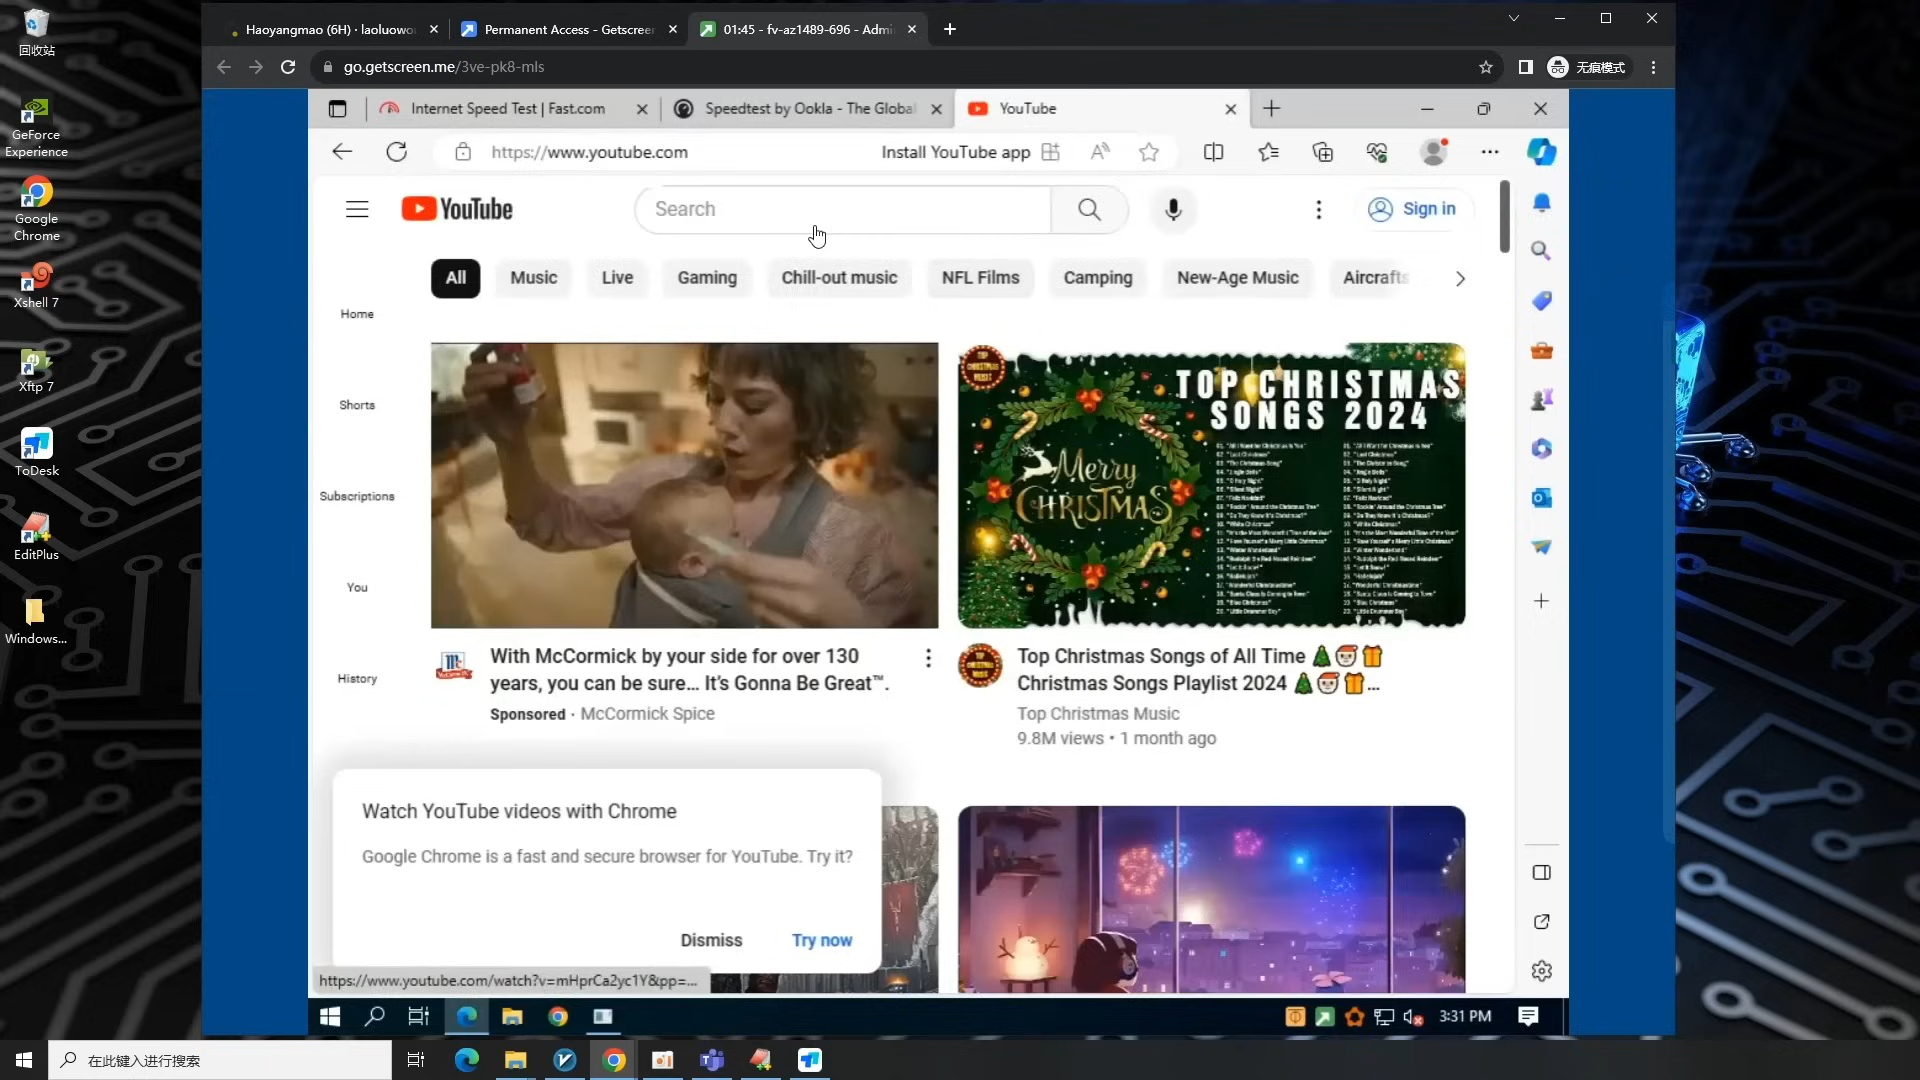 回收站
GeForce
Experience
Google
Chrome
Xshell 7
Xftp 7
ToDesk
EditPlus
Windows...
Haoyangmao (6H) · laoluowo
Permanent Access - Getscreen
01:45 - fv-az1489-696 - Admi
go.getscreen.me/3ve-pk8-mls
无痕模式
Internet Speed Test | Fast.com
Speedtest by Ookla - The Global
YouTube
https://www.youtube.com
Install YouTube app
YouTube
Search
Sign in
All
Music
Live
Gaming
Chill-out music
NFL Films
Camping
New-Age Music
Aircrafts
Home
Shorts
Subscriptions
You
History
TOP CHRISTMAS
SONGS 2024
Merry
CHRISTMAS
With McCormick by your side for over 130
years, you can be sure... It's Gonna Be Great™.
Sponsored · McCormick Spice
Top Christmas Songs of All Time 🎄🎅🎁
Christmas Songs Playlist 2024 🎄🎅🎁...
Top Christmas Music
9.8M views • 1 month ago
Watch YouTube videos with Chrome
Google Chrome is a fast and secure browser for YouTube. Try it?
Dismiss
Try now
https://www.youtube.com/watch?v=mHprCa2yc1Y&pp=...
3:31 PM
在此键入进行搜索